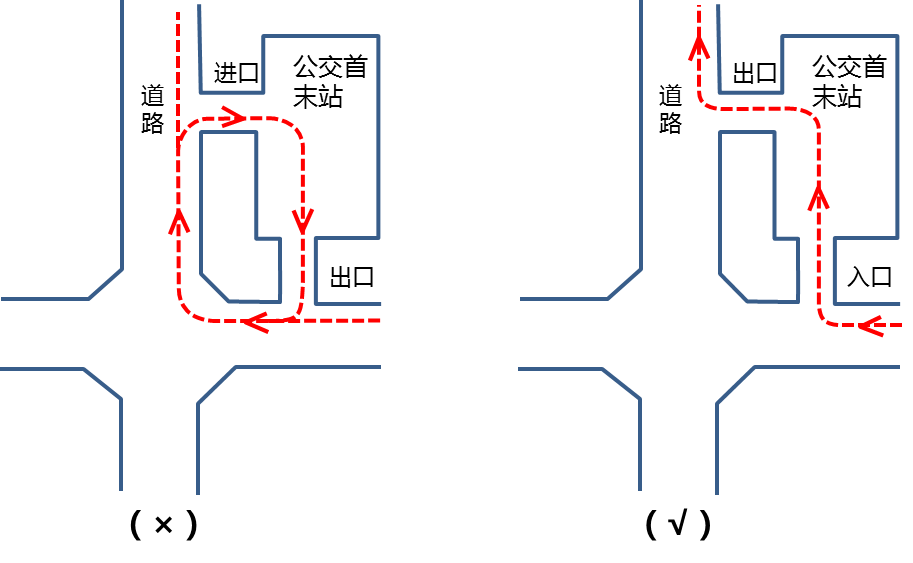 进口
公交首
末站
道
路
出口
( × )
出口
公交首
末站
道
路
入口
( √ )